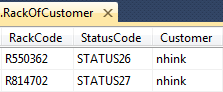 .RackOfCustomer
RackCode StatusCode Customer
R550362 STATUS26 nhink
R814702 STATUS27 nhink